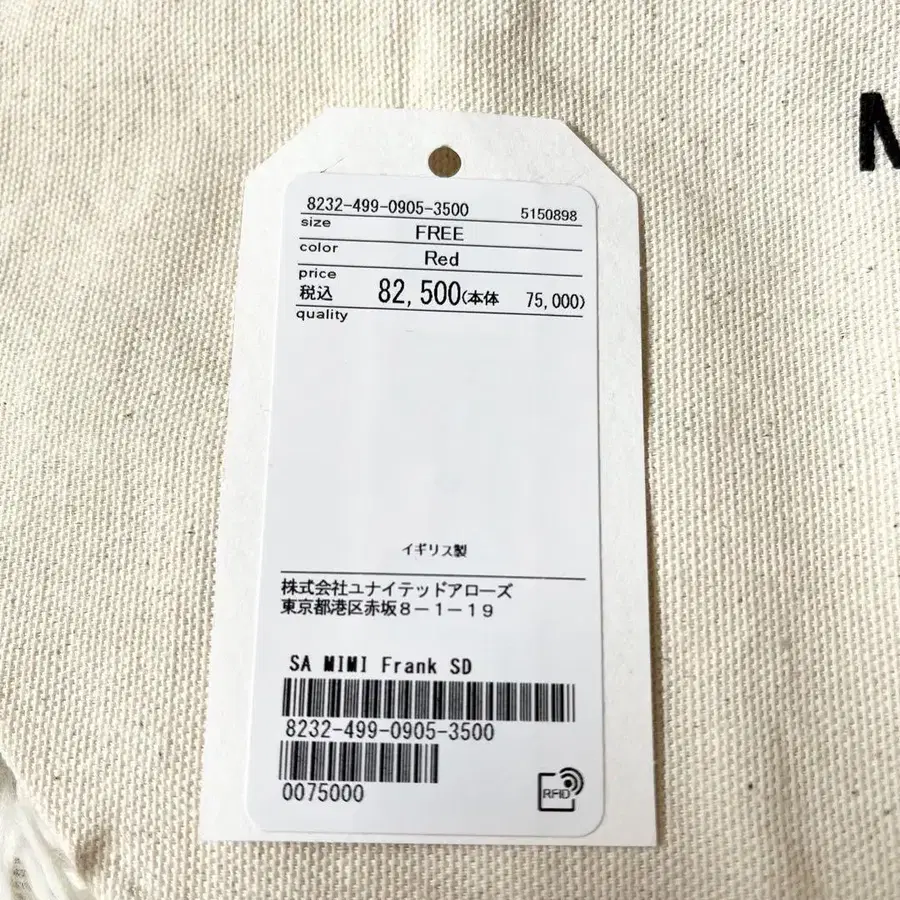 8232-499-0905-3500 5150898
size FREE
color Red
price
税込 82,500(本体 75,000)
quality
イギリス製
株式会社ユナイテッドアローズ
東京都港区赤坂8-1-19
SA MIMI Frank SD
8232-499-0905-3500
0075000
RFID